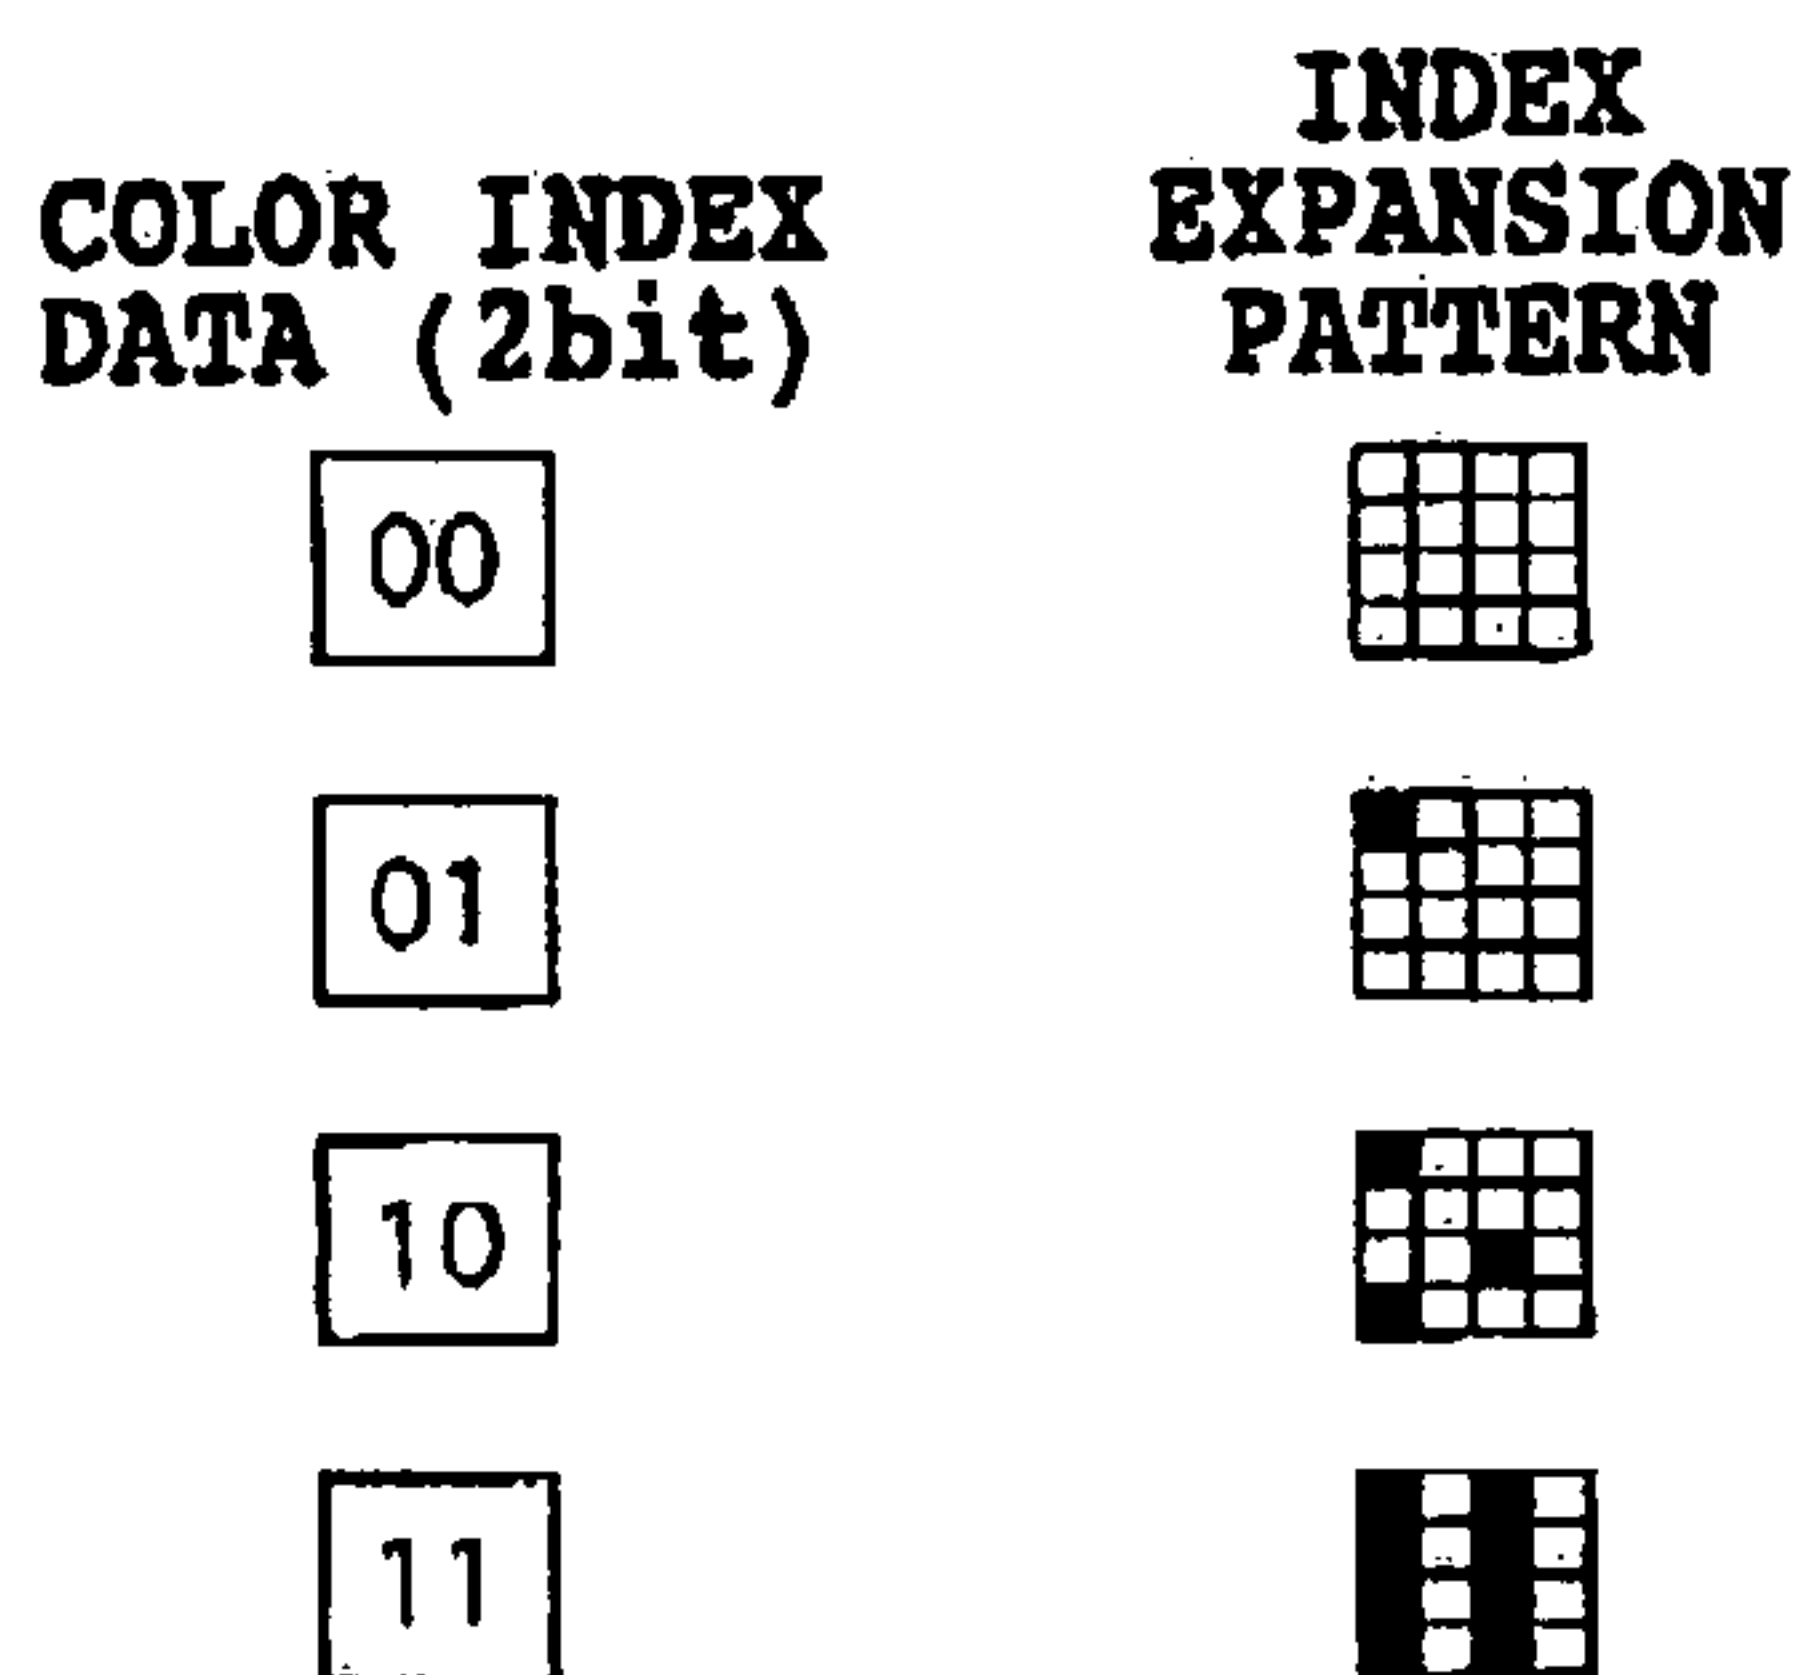 COLOR INDEX
DATA (2bit)
INDEX
EXPANSION
PATTERN
00
01
10
11